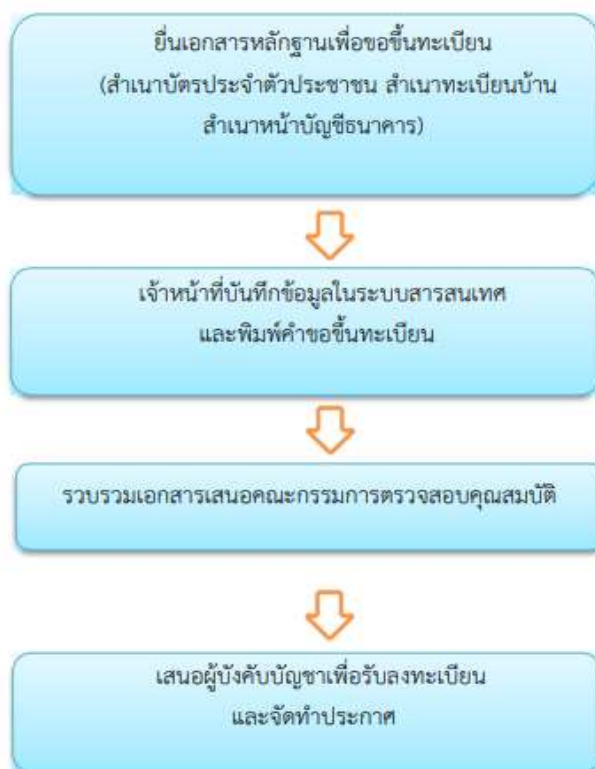 ยื่นเอกสารหลักฐานเพื่อขอขึ้นทะเบียน
(สำเนาบัตรประจำตัวประชาชน สำเนาทะเบียนบ้าน
สำเนาหน้าบัญชีธนาคาร)
เจ้าหน้าที่บันทึกข้อมูลในระบบสารสนเทศ
และพิมพ์คำขอขึ้นทะเบียน
รวบรวมเอกสารเสนอคณะกรรมการตรวจสอบคุณสมบัติ
เสนอผู้บังคับบัญชาเพื่อรับลงทะเบียน
และจัดทำประกาศ